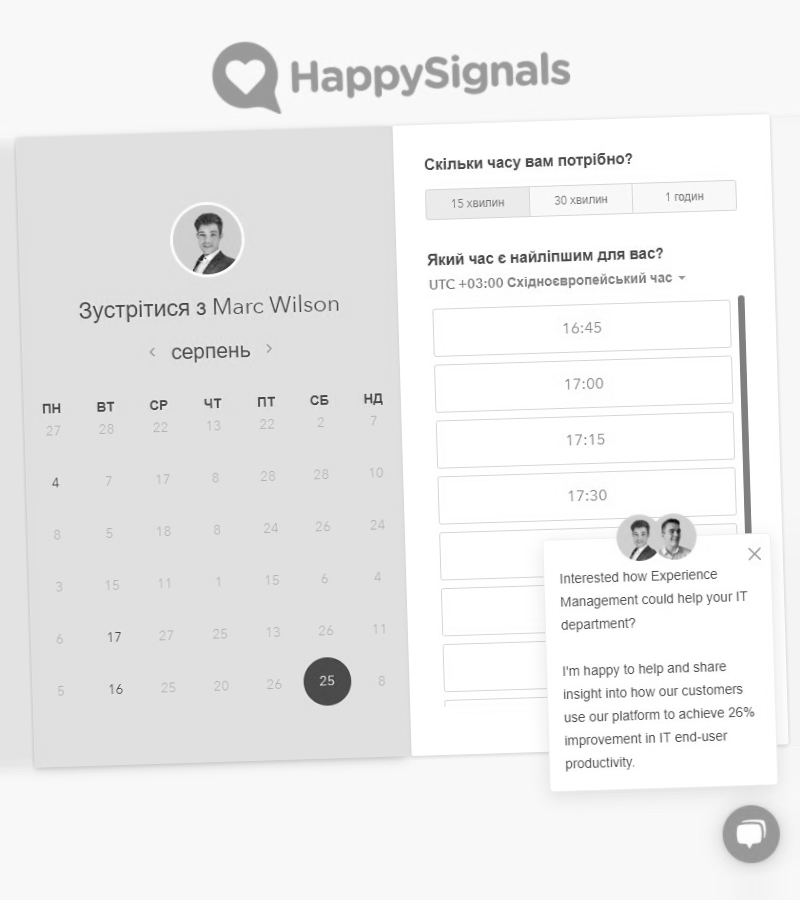 HappySignals
Зустрітися з Marc Wilson
серпень
ПН ВТ СР ЧТ ПТ СБ НД
27 28 22 13 22 2 7
4 7 17 8 28 28 10
8 5 18 8 24 26 24
3 15 11 1 15 6 4
6 17 27 25 13 26 11
5 16 25 20 26 25 8
Скільки часу вам потрібно?
15 хвилин 30 хвилин 1 годин
Який час є найліпшим для вас?
UTC +03:00 Східноєвропейський час
16:45
17:00
17:15
17:30
Interested how Experience
Management could help your IT
department?
I'm happy to help and share
insight into how our customers
use our platform to achieve 26%
improvement in IT end-user
productivity.